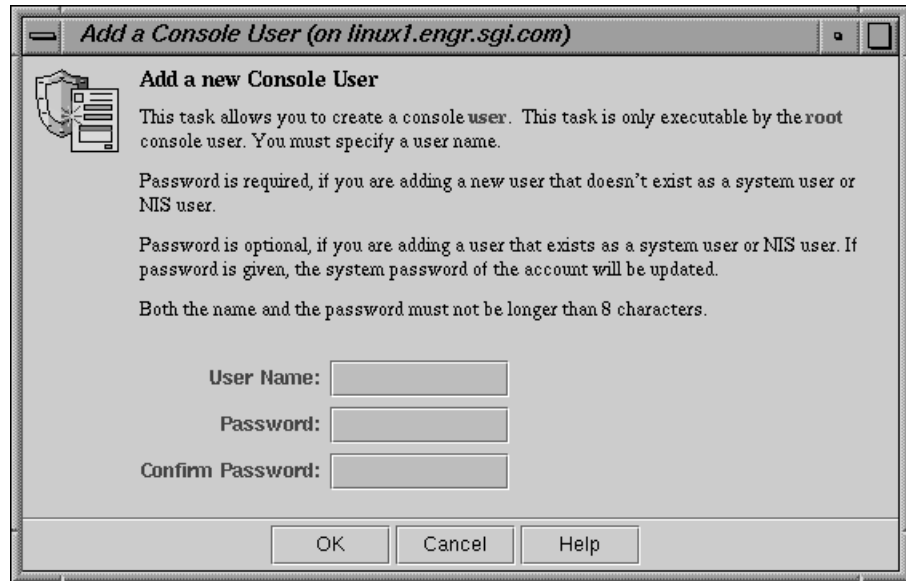 Add a Console User (on linux1.engr.sgi.com)
Add a new Console User
This task allows you to create a console user. This task is only executable by the root
console user. You must specify a user name.
Password is required, if you are adding a new user that doesn't exist as a system user or
NIS user.
Password is optional, if you are adding a user that exists as a system user or NIS user. If
password is given, the system password of the account will be updated.
Both the name and the password must not be longer than 8 characters.
User Name:
Password:
Confirm Password:
OK Cancel Help